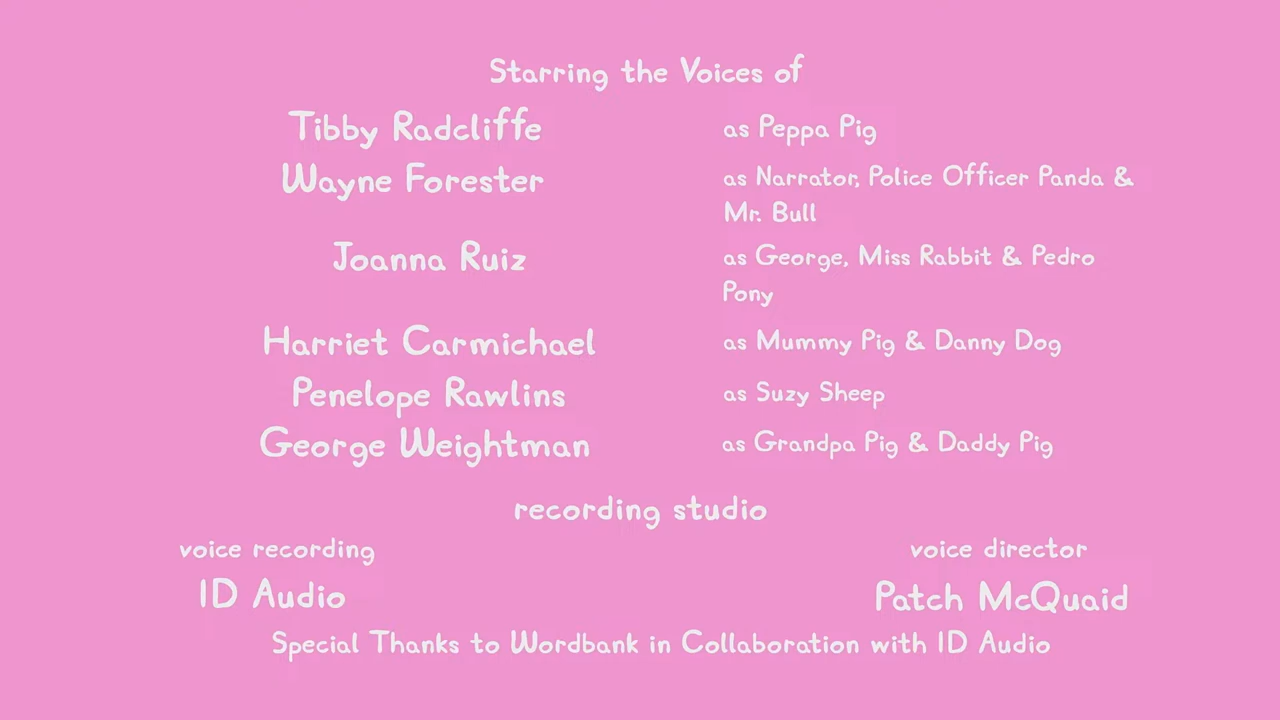 Starring the Voices of
Tibby Radcliffe as Peppa Pig
Wayne Forester as Narrator, Police Officer Panda &
Mr. Bull
Joanna Ruiz as George, Miss Rabbit & Pedro
Pony
Harriet Carmichael as Mummy Pig & Danny Dog
Penelope Rawlins as Suzy Sheep
George Weightman as Grandpa Pig & Daddy Pig
recording studio
voice recording voice director
ID Audio Patch McQuaid
Special Thanks to Wordbank in Collaboration with ID Audio